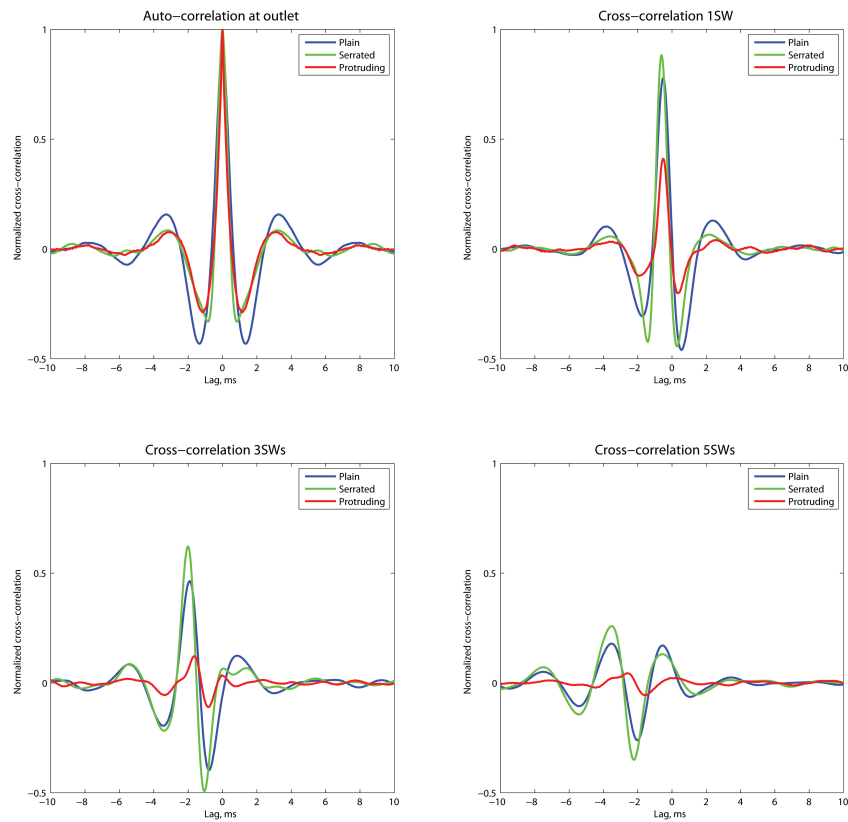 Auto−correlation at outlet
1
0.5
0
−0.5
−10 −8 −6 −4 −2 0 2 4 6 8 10
Lag, ms
Normalized cross−correlation
Plain
Serrated
Protruding
Cross−correlation 1SW
1
0.5
0
−0.5
−10 −8 −6 −4 −2 0 2 4 6 8 10
Lag, ms
Normalized cross−correlation
Plain
Serrated
Protruding
Cross−correlation 3SWs
1
0.5
0
−0.5
−10 −8 −6 −4 −2 0 2 4 6 8 10
Lag, ms
Normalized cross−correlation
Plain
Serrated
Protruding
Cross−correlation 5SWs
1
0.5
0
−0.5
−10 −8 −6 −4 −2 0 2 4 6 8 10
Lag, ms
Normalized cross−correlation
Plain
Serrated
Protruding